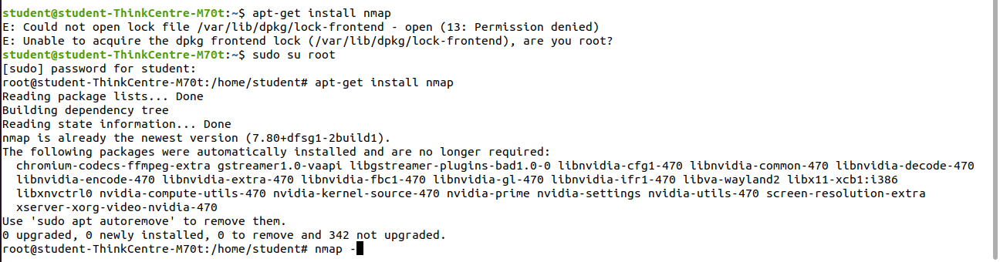 student@student-ThinkCentre-M70t:~$ apt-get install nmap
E: Could not open lock file /var/lib/dpkg/lock-frontend - open (13: Permission denied)
E: Unable to acquire the dpkg frontend lock (/var/lib/dpkg/lock-frontend), are you root?
student@student-ThinkCentre-M70t:~$ sudo su root
[sudo] password for student:
root@student-ThinkCentre-M70t:/home/student# apt-get install nmap
Reading package lists... Done
Building dependency tree
Reading state information... Done
nmap is already the newest version (7.80+dfsg1-2build1).
The following packages were automatically installed and are no longer required:
  chromium-codecs-ffmpeg-extra gstreamer1.0-vaapi libgstreamer-plugins-bad1.0-0 libnvidia-cfg1-470 libnvidia-common-470 libnvidia-decode-470
  libnvidia-encode-470 libnvidia-extra-470 libnvidia-fbc1-470 libnvidia-gl-470 libnvidia-ifr1-470 libva-wayland2 libx11-xcb1:i386
  libxnvctrl0 nvidia-compute-utils-470 nvidia-kernel-source-470 nvidia-prime nvidia-settings nvidia-utils-470 screen-resolution-extra
  xserver-xorg-video-nvidia-470
Use 'sudo apt autoremove' to remove them.
0 upgraded, 0 newly installed, 0 to remove and 342 not upgraded.
root@student-ThinkCentre-M70t:/home/student# nmap -